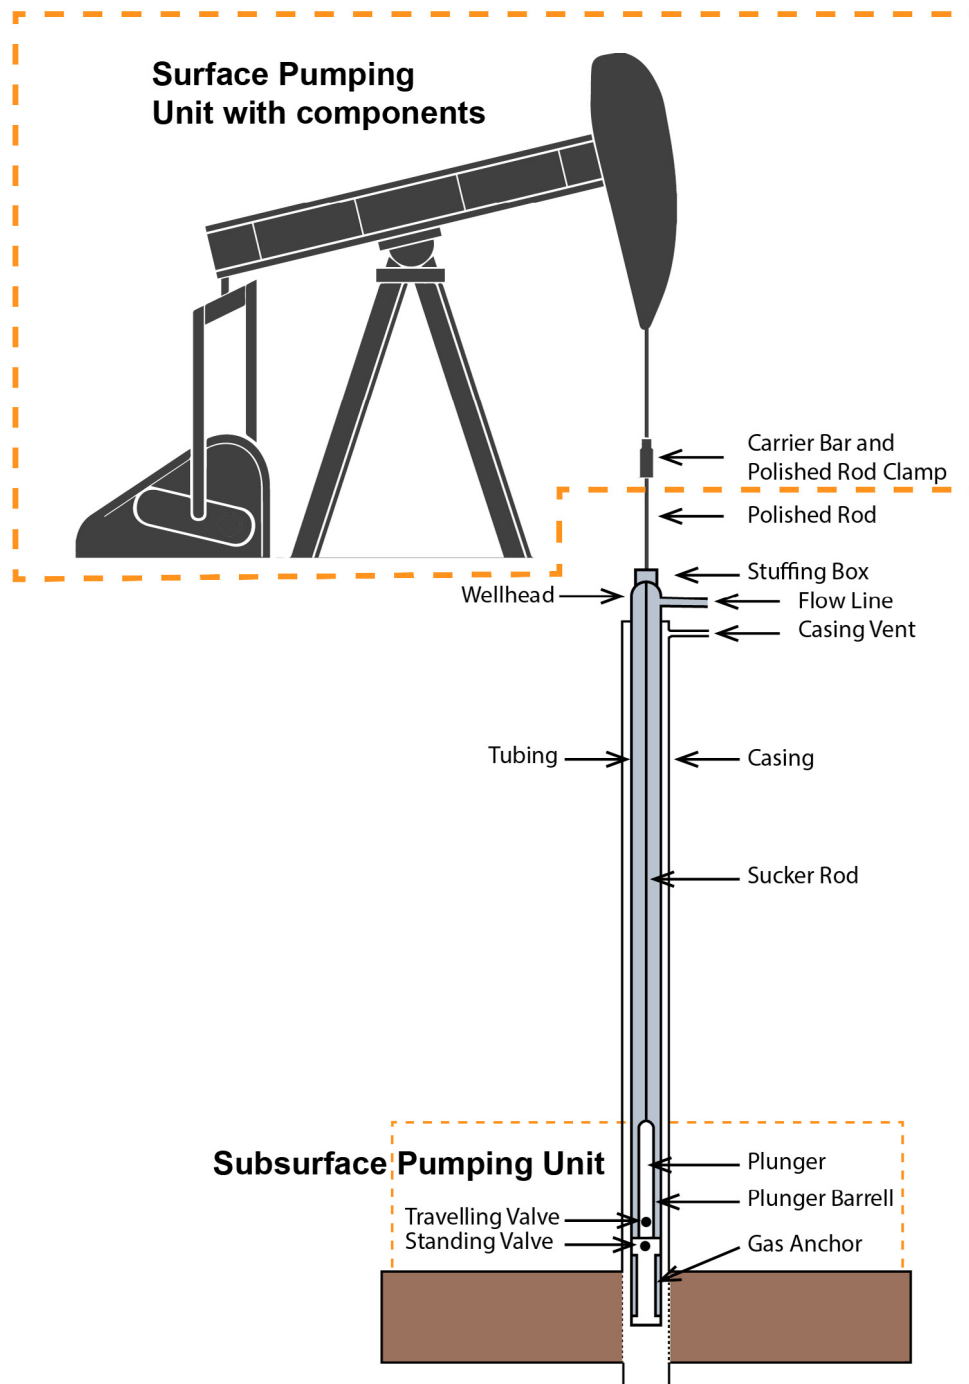 Surface Pumping
Unit with components
Carrier Bar and
Polished Rod Clamp
Polished Rod
Stuffing Box
Wellhead
Flow Line
Casing Vent
Tubing
Casing
Sucker Rod
Subsurface Pumping Unit
Plunger
Plunger Barrell
Travelling Valve
Standing Valve
Gas Anchor